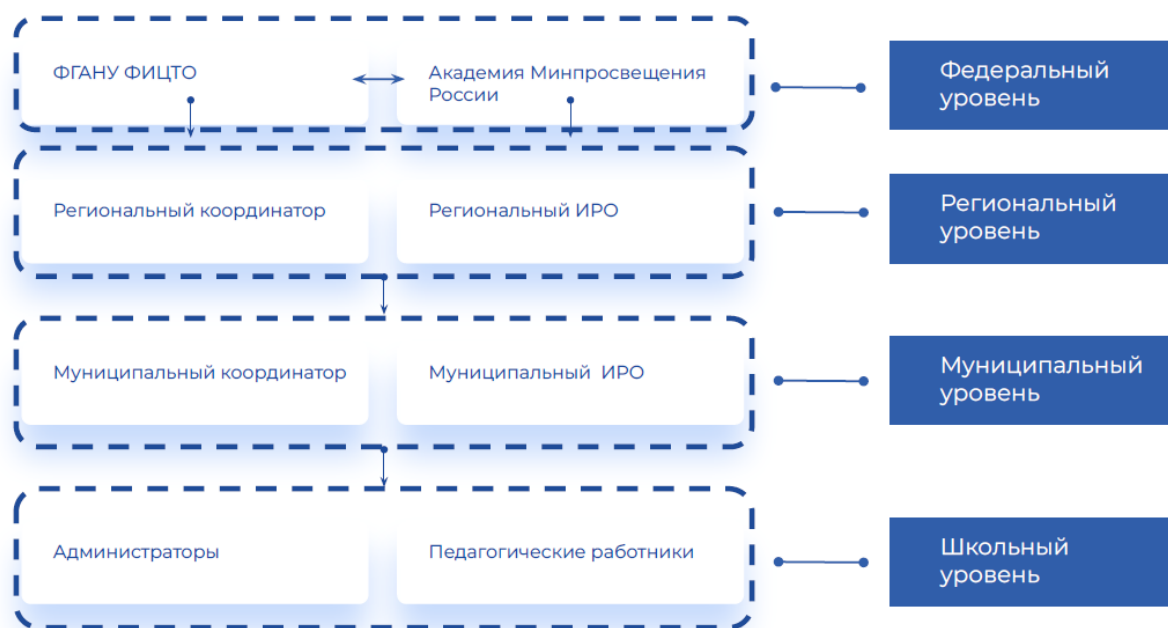 ФГАНУ ФИЦТО
Академия Минпросвещения
России
Федеральный
уровень
Региональный координатор
Региональный ИРО
Региональный
уровень
Муниципальный координатор
Муниципальный ИРО
Муниципальный
уровень
Администраторы
Педагогические работники
Школьный
уровень